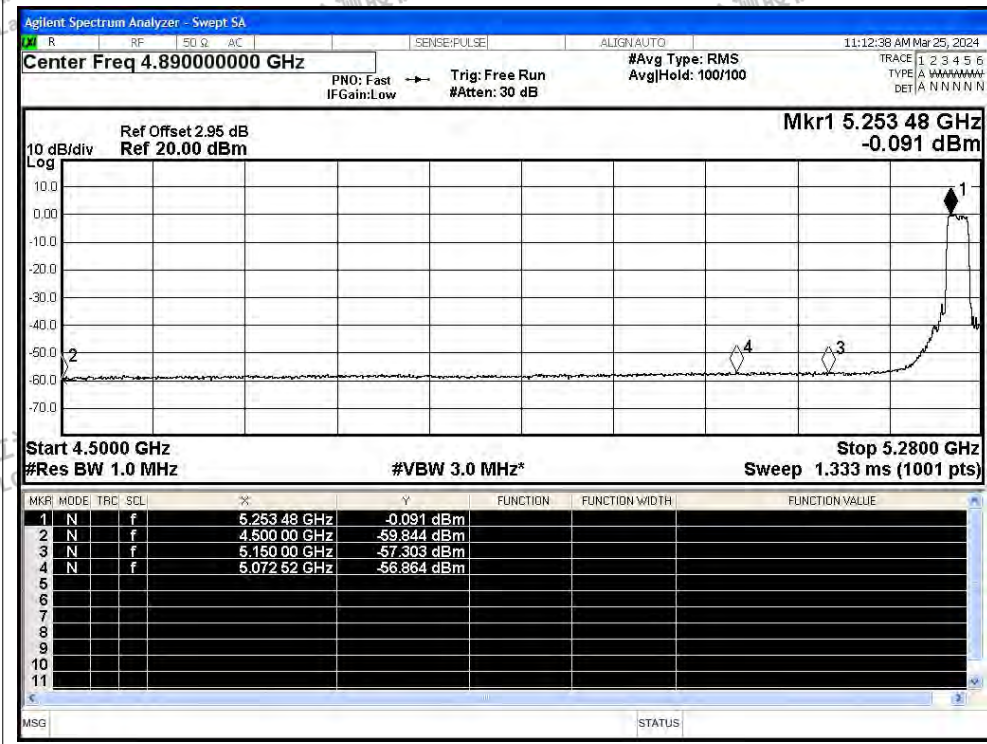 Agilent Spectrum Analyzer - Swept SA
R RF 50 Ω AC SENSE:PULSE ALIGN AUTO 11:12:38 AM Mar 25, 2024
Center Freq 4.890000000 GHz
#Avg Type: RMS
TRACE 1 2 3 4 5 6
PNO: Fast Trig: Free Run Avg|Hold: 100/100
TYPE A WWWWW
IFGain:Low #Atten: 30 dB
DET A N N N N N
Mkr1 5.253 48 GHz
-0.091 dBm
Ref Offset 2.95 dB
10 dB/div Ref 20.00 dBm
Log
10.0
0.00
-10.0
-20.0
-30.0
-40.0
-50.0
-60.0
-70.0
1
2
4
3
Start 4.5000 GHz Stop 5.2800 GHz
#Res BW 1.0 MHz #VBW 3.0 MHz* Sweep 1.333 ms (1001 pts)
MKR MODE TRC SCL X Y FUNCTION FUNCTION WIDTH FUNCTION VALUE
1 N f 5.253 48 GHz -0.091 dBm
2 N f 4.500 00 GHz -59.844 dBm
3 N f 5.150 00 GHz -57.303 dBm
4 N f 5.072 52 GHz -56.864 dBm
5
6
7
8
9
10
11
MSG STATUS